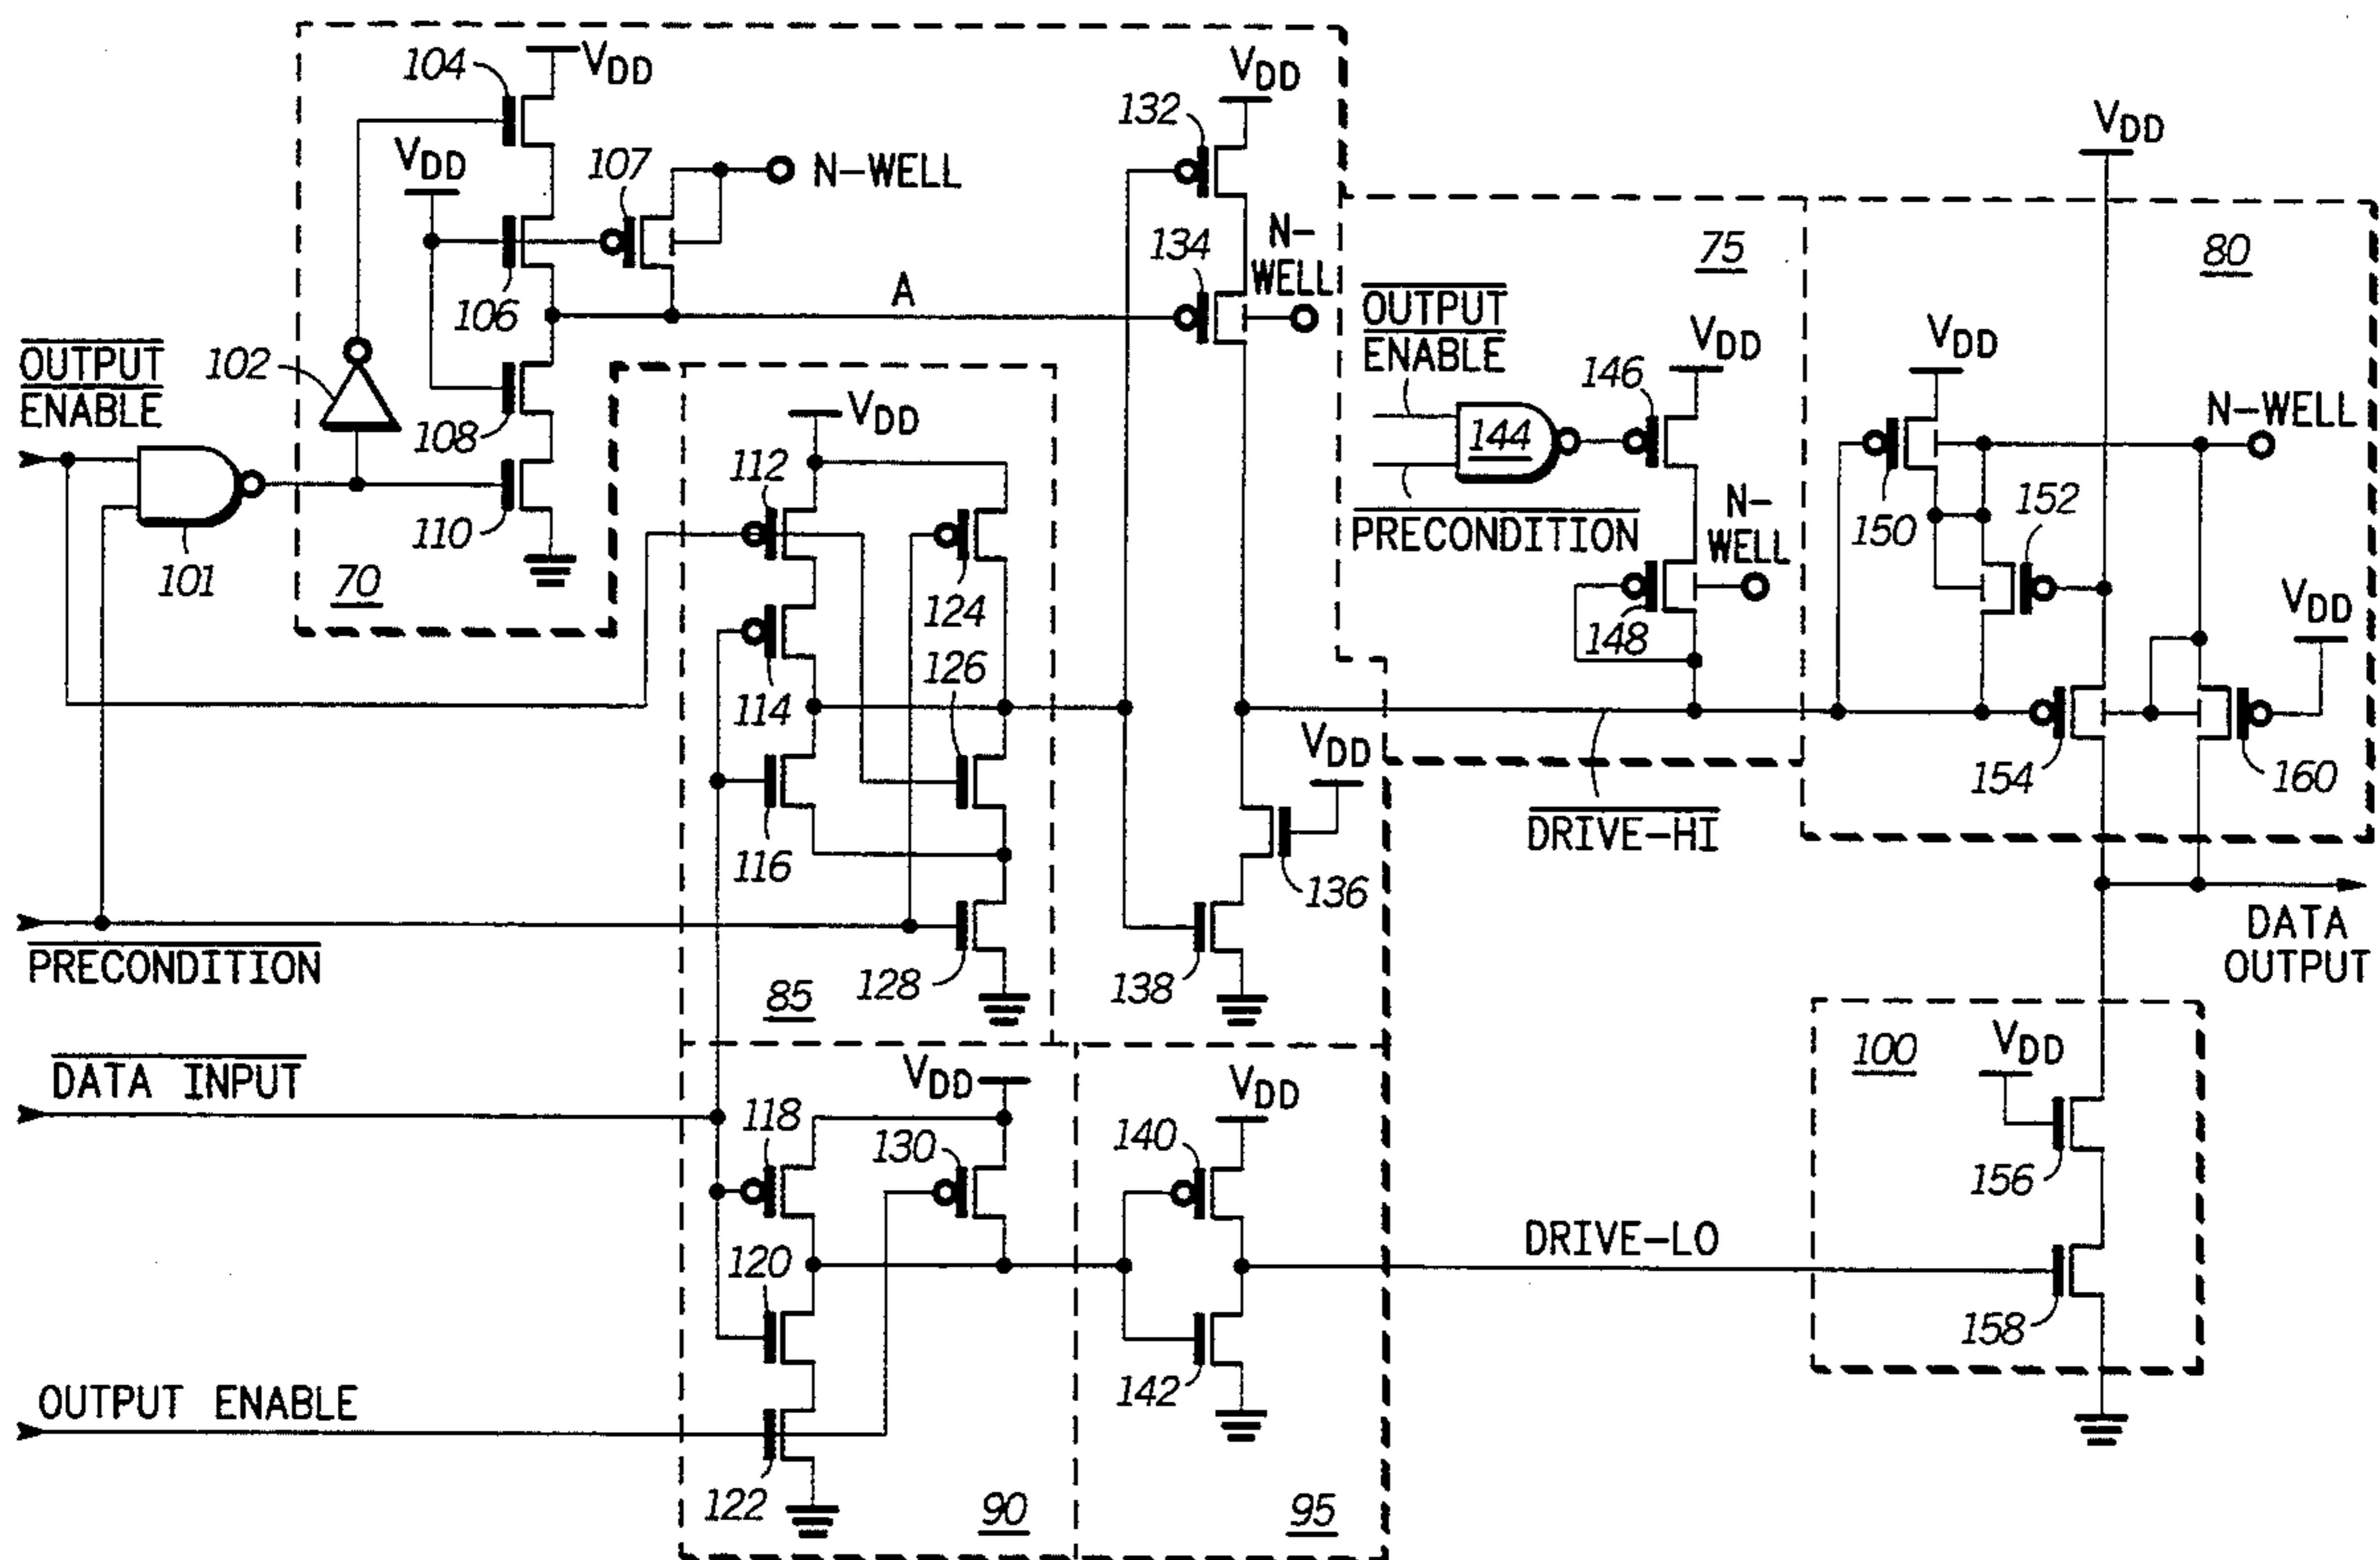 104
VDD
VDD
107
N-WELL
106
A
OUTPUT
ENABLE
102
108
110
101
70
VDD
132
134
N-
WELL
OUTPUT
ENABLE
144
PRECONDITION
75
146
VDD
N-
WELL
148
VDD
80
VDD
N-WELL
150
152
VDD
154
160
VDD
112
124
114
126
116
128
85
VDD
136
138
DRIVE-HI
PRECONDITION
DATA
OUTPUT
DATA INPUT
118
VDD
130
120
122
90
VDD
140
142
95
OUTPUT ENABLE
DRIVE-LO
100
VDD
156
158